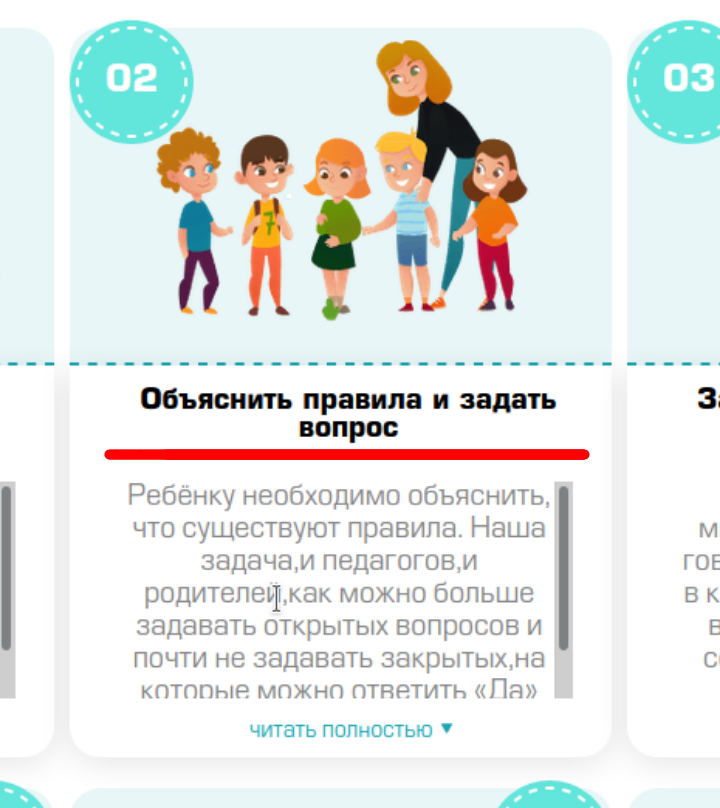 02
03
Объяснить правила и задать
вопрос
За
Ребёнку необходимо объяснить,
что существуют правила. Наша
задача,и педагогов,и
родителей,как можно больше
задавать открытых вопросов и
почти не задавать закрытых,на
которые можно ответить «Да»
читать полностью ▼
м
гов
в к
в
со